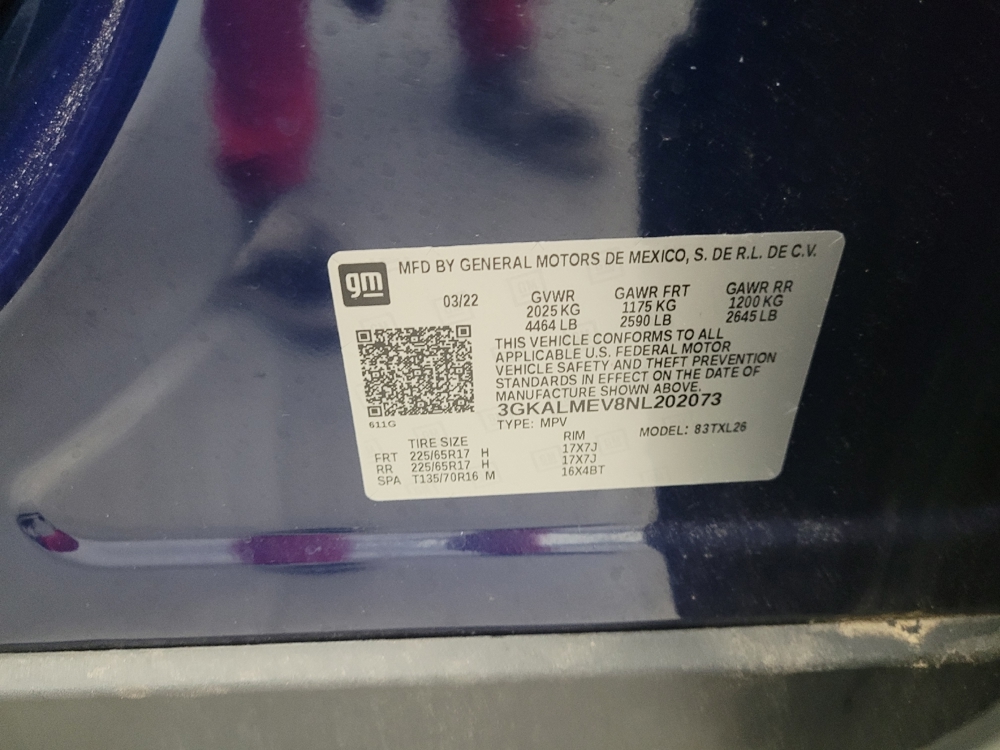 gm MFD BY GENERAL MOTORS DE MEXICO, S. DE R.L. DE C.V.
03/22 GVWR GAWR FRT GAWR RR
2025 KG 1175 KG 1200 KG
4464 LB 2590 LB 2645 LB
THIS VEHICLE CONFORMS TO ALL
APPLICABLE U.S. FEDERAL MOTOR
VEHICLE SAFETY AND THEFT PREVENTION
STANDARDS IN EFFECT ON THE DATE OF
MANUFACTURE SHOWN ABOVE.
3GKALMEV8NL202073
611G TYPE: MPV MODEL: 83TXL26
TIRE SIZE RIM
FRT 225/65R17 H 17X7J
RR 225/65R17 H 17X7J
SPA T135/70R16 M 16X4BT